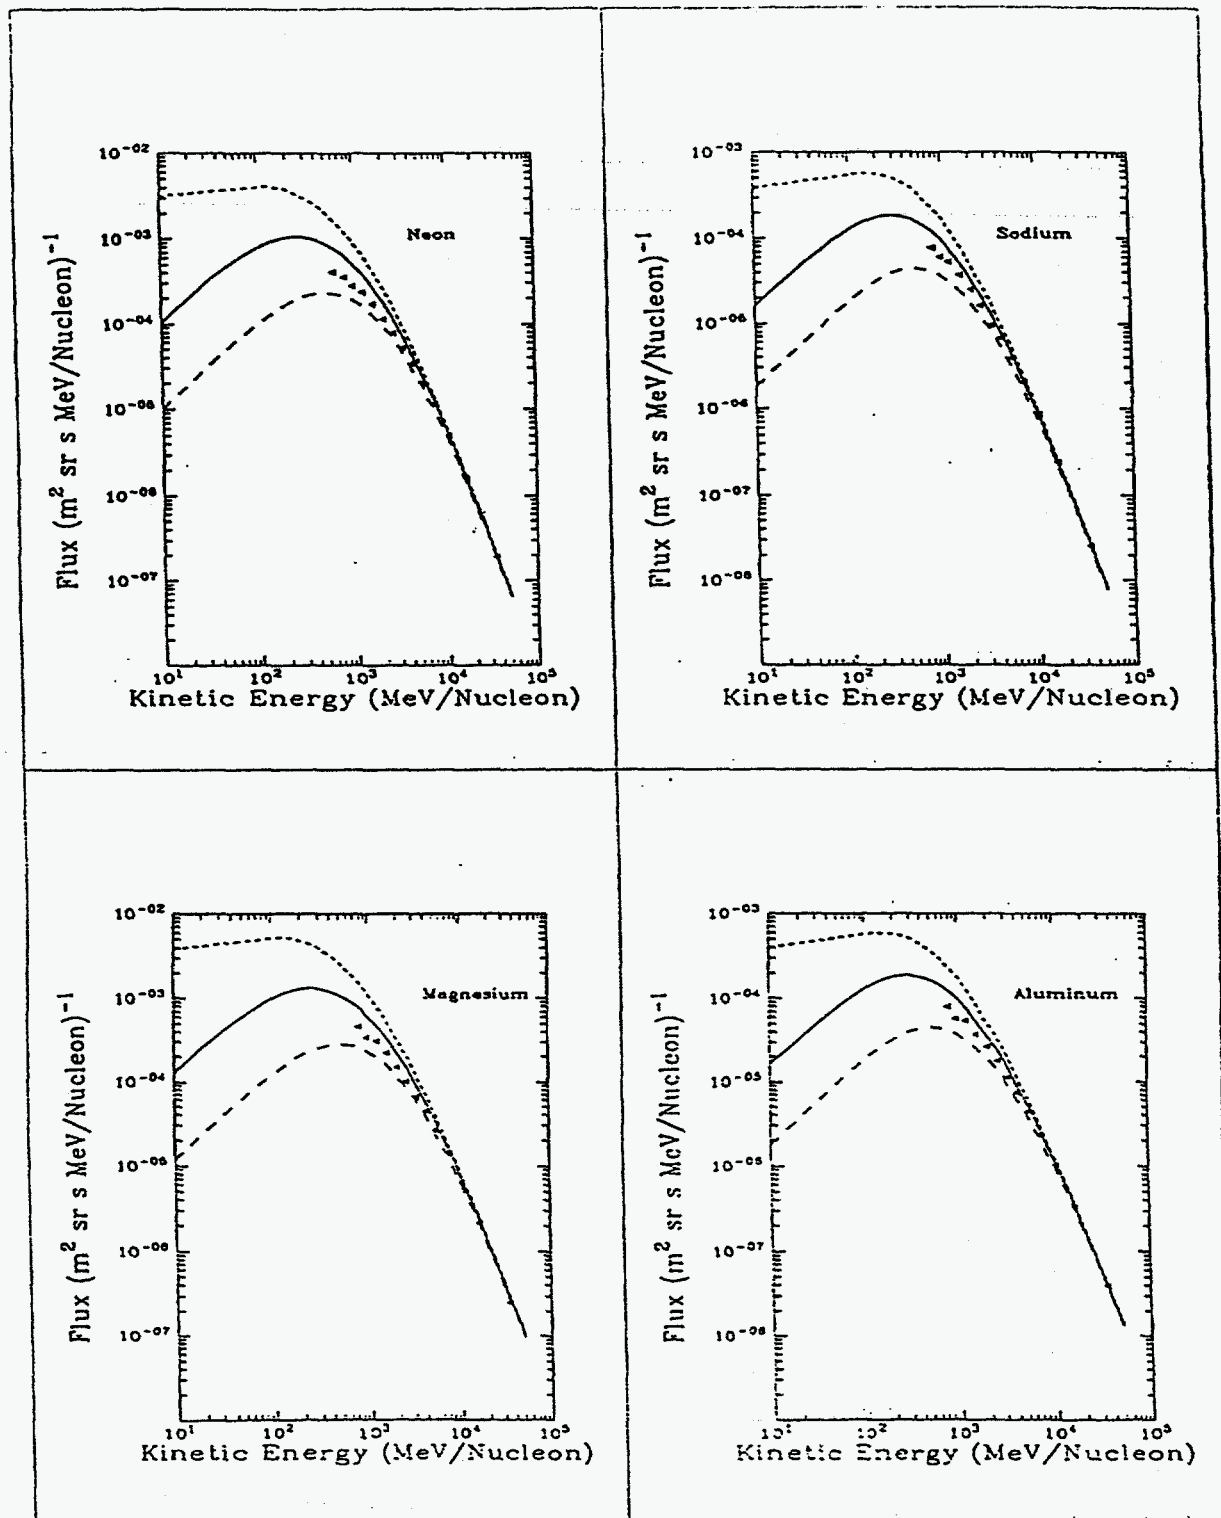 10⁻⁰²
10⁻⁰³
10⁻⁰⁴
10⁻⁰⁵
10⁻⁰⁶
10⁻⁰⁷
Neon
Flux (m² sr s MeV/Nucleon)⁻¹
10¹ 10² 10³ 10⁴ 10⁵
Kinetic Energy (MeV/Nucleon)
10⁻⁰³
10⁻⁰⁴
10⁻⁰⁵
10⁻⁰⁶
10⁻⁰⁷
10⁻⁰⁸
Sodium
Flux (m² sr s MeV/Nucleon)⁻¹
10¹ 10² 10³ 10⁴ 10⁵
Kinetic Energy (MeV/Nucleon)
10⁻⁰²
10⁻⁰³
10⁻⁰⁴
10⁻⁰⁵
10⁻⁰⁶
10⁻⁰⁷
Magnesium
Flux (m² sr s MeV/Nucleon)⁻¹
10¹ 10² 10³ 10⁴ 10⁵
Kinetic Energy (MeV/Nucleon)
10⁻⁰³
10⁻⁰⁴
10⁻⁰⁵
10⁻⁰⁶
10⁻⁰⁷
10⁻⁰⁸
Aluminum
Flux (m² sr s MeV/Nucleon)⁻¹
10¹ 10² 10³ 10⁴ 10⁵
Kinetic Energy (MeV/Nucleon)